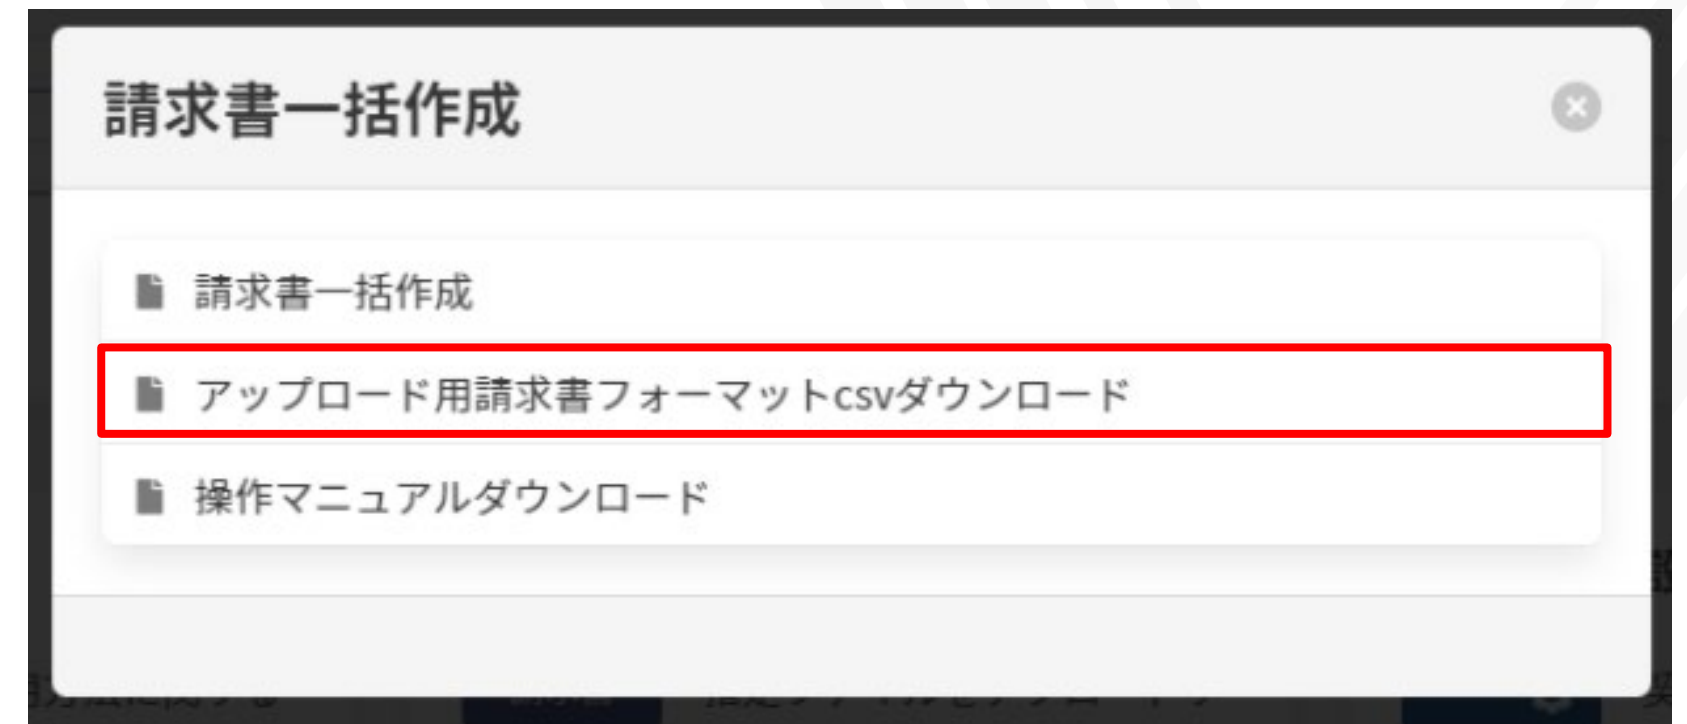 請求書一括作成
請求書一括作成
アップロード用請求書フォーマットcsvダウンロード
操作マニュアルダウンロード